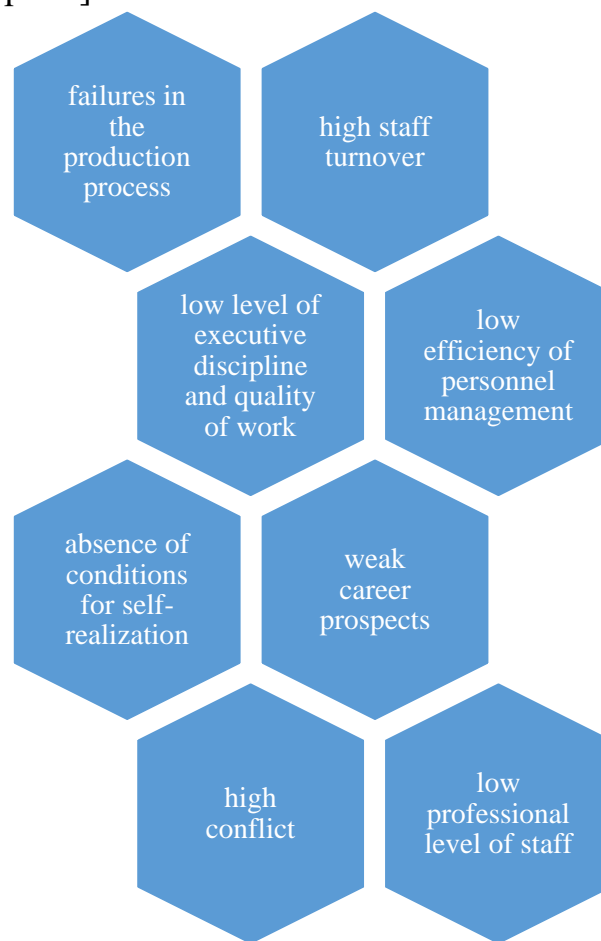 failures in
the
production
process
high staff
turnover
low level of
executive
discipline
and quality
of work
low
efficiency of
personnel
management
absence of
conditions
for self-
realization
weak
career
prospects
high
conflict
low
professional
level of staff